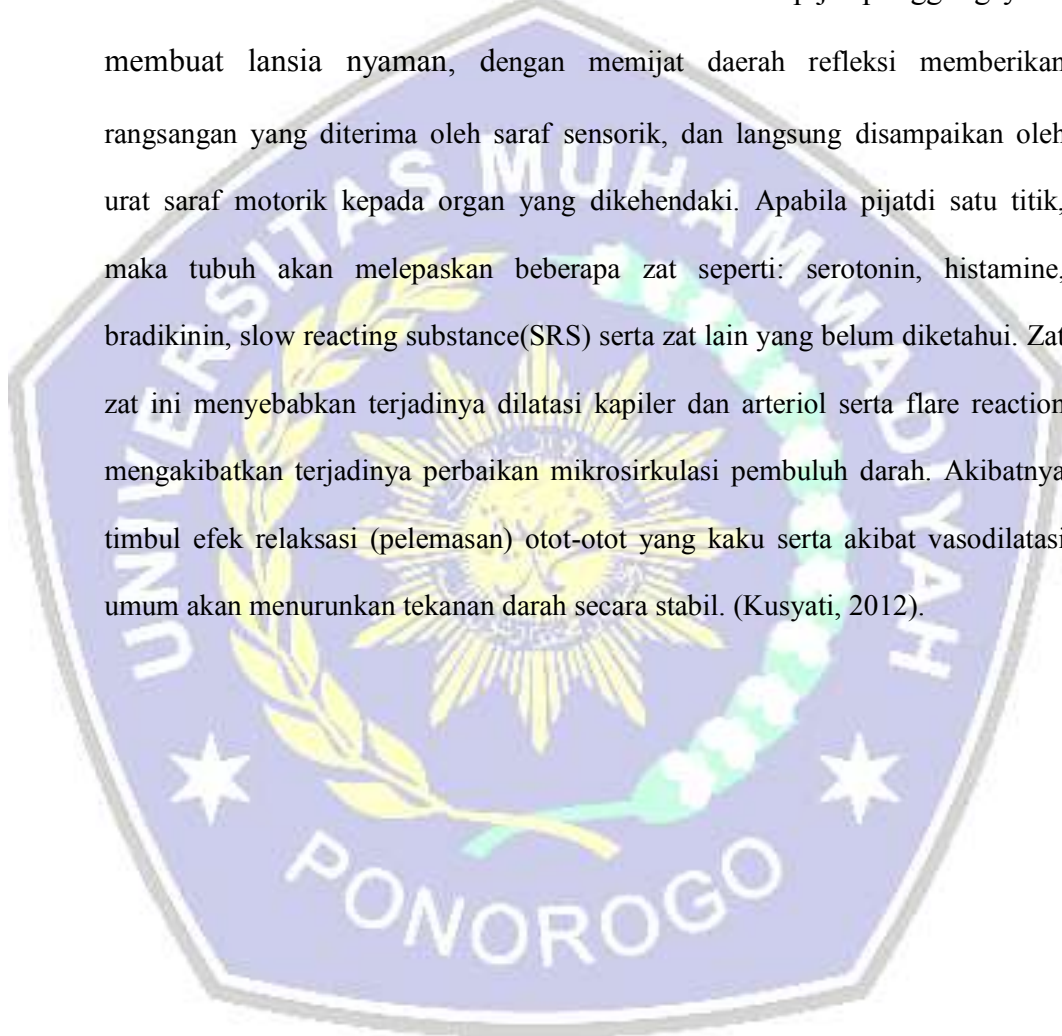 membuat lansia nyaman, dengan memijat daerah refleksi memberikan
rangsangan yang diterima oleh saraf sensorik, dan langsung disampaikan oleh
urat saraf motorik kepada organ yang dikehendaki. Apabila pijatdi satu titik,
maka tubuh akan melepaskan beberapa zat seperti: serotonin, histamine,
bradikinin, slow reacting substance(SRS) serta zat lain yang belum diketahui. Zat
zat ini menyebabkan terjadinya dilatasi kapiler dan arteriol serta flare reaction
mengakibatkan terjadinya perbaikan mikrosirkulasi pembuluh darah. Akibatnya
timbul efek relaksasi (pelemasan) otot-otot yang kaku serta akibat vasodilatasi
umum akan menurunkan tekanan darah secara stabil. (Kusyati, 2012).
UNIVERSITAS MUHAMMADIYAH
PONOROGO